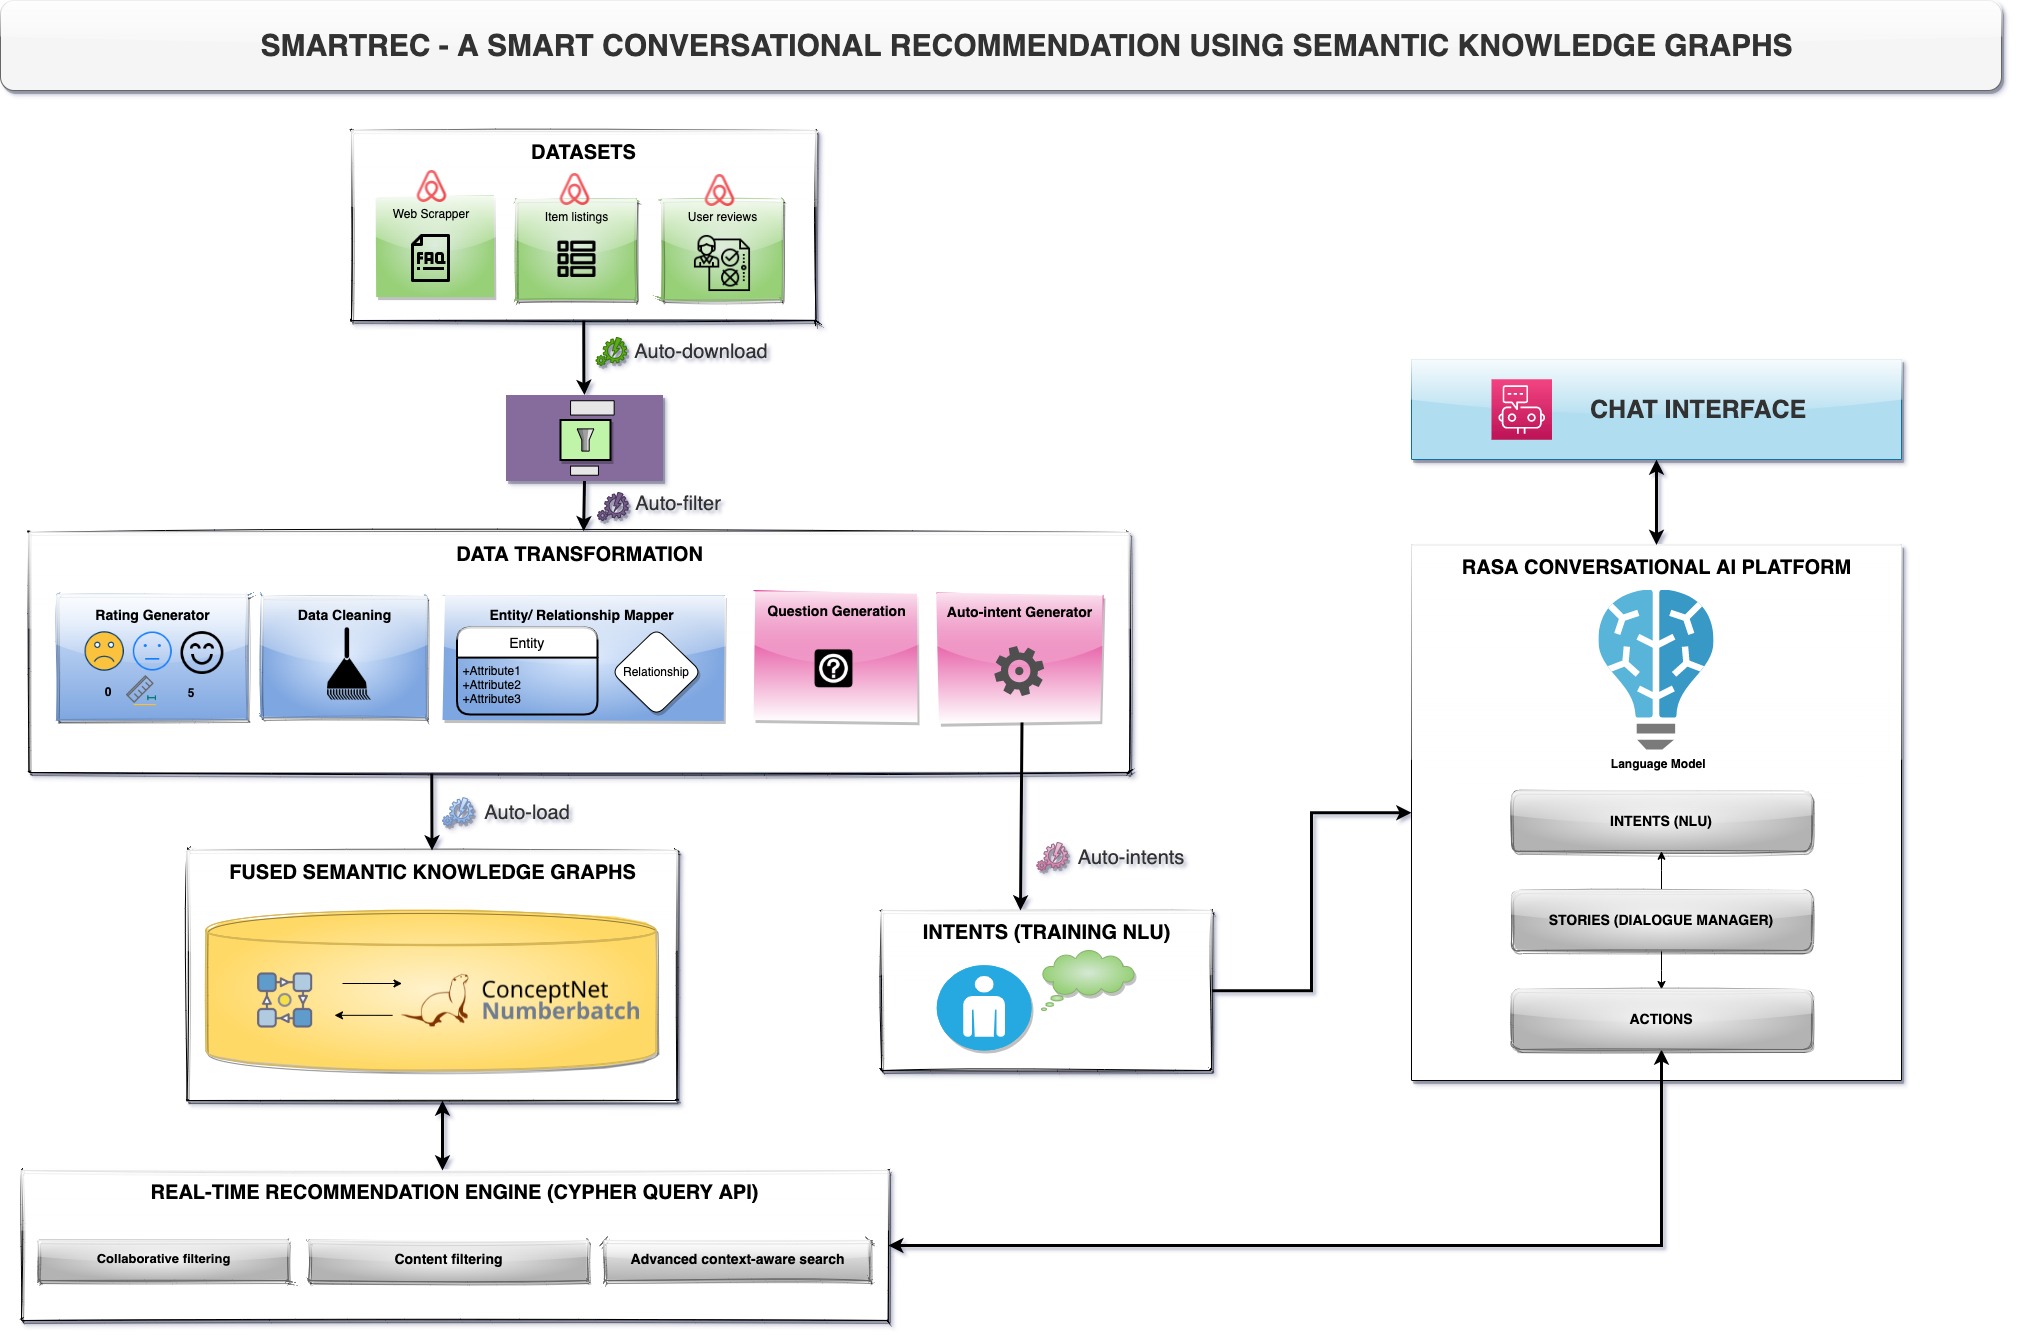 SMARTREC - A SMART CONVERSATIONAL RECOMMENDATION USING SEMANTIC KNOWLEDGE GRAPHS
DATASETS
Web Scrapper
FAQ
Item listings
User reviews
Auto-download
Auto-filter
DATA TRANSFORMATION
Rating Generator
0
5
Data Cleaning
Entity/ Relationship Mapper
Entity
+Attribute1
+Attribute2
+Attribute3
Relationship
Question Generation
?
Auto-intent Generator
Auto-load
Auto-intents
FUSED SEMANTIC KNOWLEDGE GRAPHS
ConceptNet
Numberbatch
INTENTS (TRAINING NLU)
REAL-TIME RECOMMENDATION ENGINE (CYPHER QUERY API)
Collaborative filtering
Content filtering
Advanced context-aware search
CHAT INTERFACE
RASA CONVERSATIONAL AI PLATFORM
Language Model
INTENTS (NLU)
STORIES (DIALOGUE MANAGER)
ACTIONS